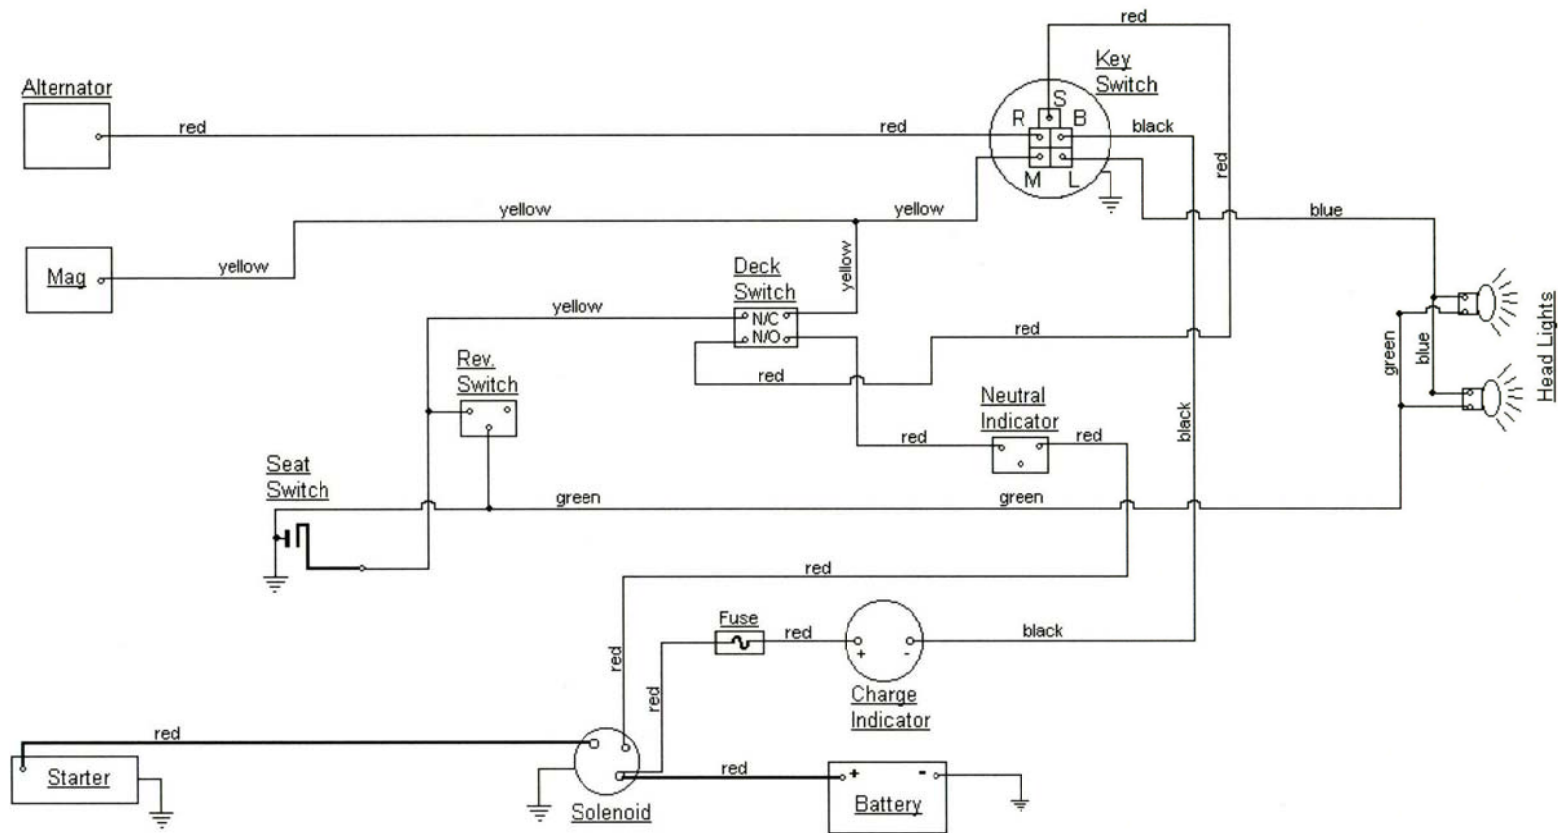 red
Key
Switch
Alternator
S
R
B
red
red
black
M
L
red
yellow
yellow
blue
Mag
yellow
yellow
Deck
Switch
N/C
N/O
yellow
red
red
Rev.
Switch
green
blue
Head Lights
Neutral
Indicator
red
red
black
Seat
Switch
green
green
red
Fuse
red
black
+
-
red
red
Charge
Indicator
red
Starter
Solenoid
red
+
-
Battery